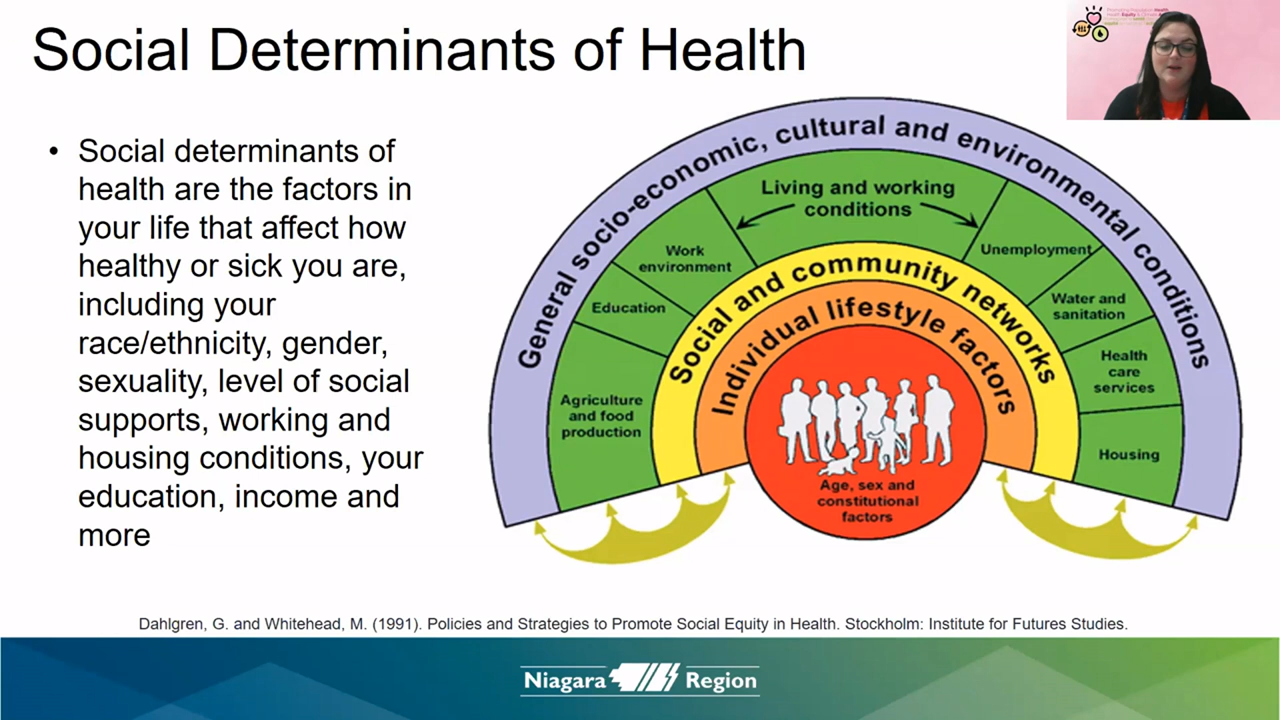 Social Determinants of Health
• Social determinants of
health are the factors in
your life that affect how
healthy or sick you are,
including your
race/ethnicity, gender,
sexuality, level of social
supports, working and
housing conditions, your
education, income and
more
General socio-economic, cultural and environmental conditions
Living and working
conditions
Work
environment
Education
Agriculture
and food
production
Unemployment
Water and
sanitation
Health
care
services
Housing
Social and community networks
Individual lifestyle factors
Age, sex and
constitutional
factors
Dahlgren, G. and Whitehead, M. (1991). Policies and Strategies to Promote Social Equity in Health. Stockholm: Institute for Futures Studies.
Niagara Region